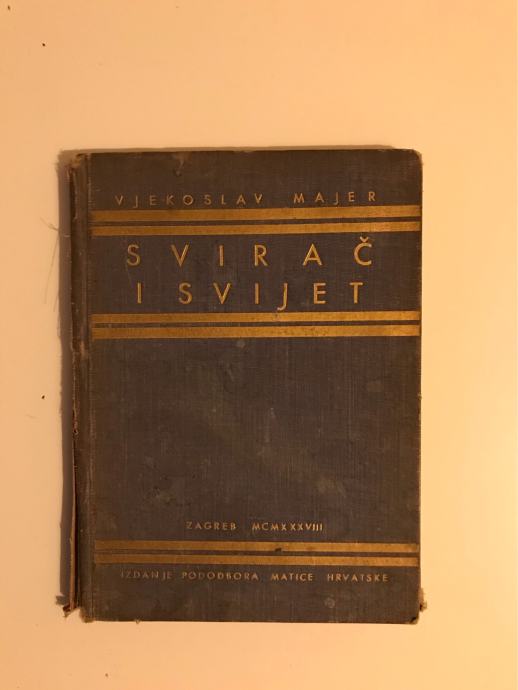 VJEKOSLAV MAJER
SVIRAČ
I SVIJET
ZAGREB MCMXXXVIII
IZDANJE PODODBORA MATICE HRVATSKE